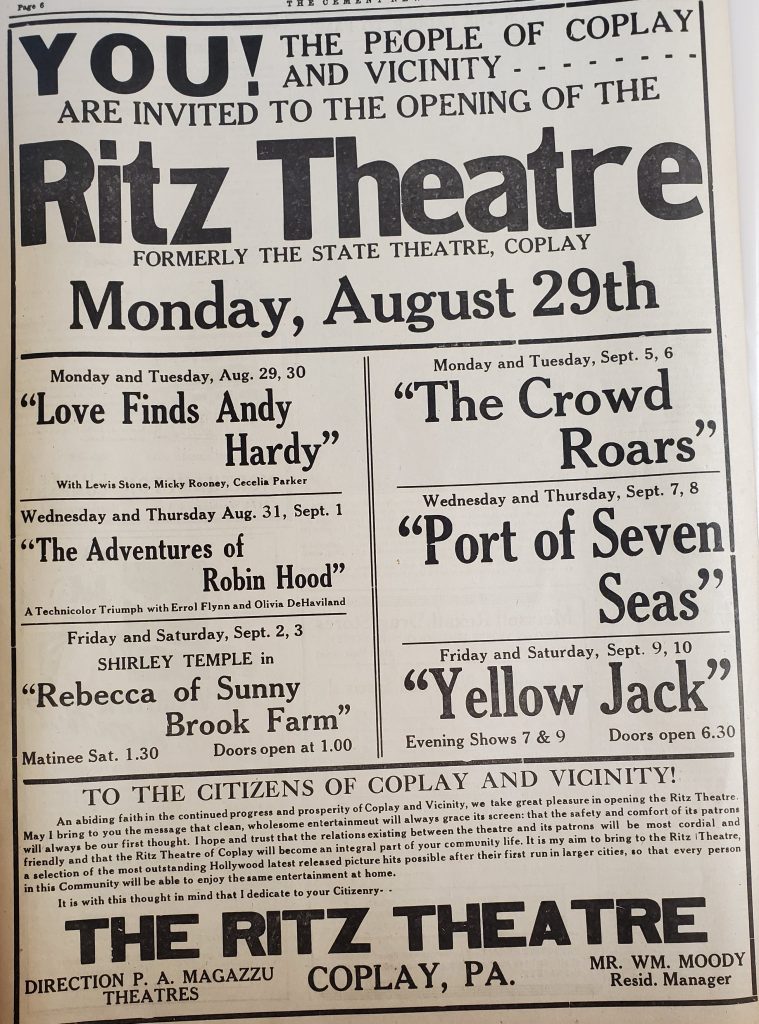 Page 6
THE CEMENT
YOU! THE PEOPLE OF COPLAY
AND VICINITY - - - - - - - -
ARE INVITED TO THE OPENING OF THE
Ritz Theatre
FORMERLY THE STATE THEATRE, COPLAY
Monday, August 29th
Monday and Tuesday, Aug. 29, 30
“Love Finds Andy
Hardy”
With Lewis Stone, Micky Rooney, Cecelia Parker
Wednesday and Thursday Aug. 31, Sept. 1
“The Adventures of
Robin Hood”
A Technicolor Triumph with Errol Flynn and Olivia DeHaviland
Friday and Saturday, Sept. 2, 3
SHIRLEY TEMPLE in
“Rebecca of Sunny
Brook Farm”
Matinee Sat. 1.30 Doors open at 1.00
Monday and Tuesday, Sept. 5, 6
“The Crowd
Roars”
Wednesday and Thursday, Sept. 7, 8
“Port of Seven
Seas”
Friday and Saturday, Sept. 9, 10
“Yellow Jack”
Evening Shows 7 & 9 Doors open 6.30
TO THE CITIZENS OF COPLAY AND VICINITY!
An abiding faith in the continued progress and prosperity of Coplay and Vicinity, we take great pleasure in opening the Ritz Theatre.
May I bring to you the message that clean, wholesome entertainment will always grace its screen: that the safety and comfort of its patrons
will always be our first thought. I hope and trust that the relations existing between the theatre and its patrons will be most cordial and
friendly and that the Ritz Theatre of Coplay will become an integral part of your community life. It is my aim to bring to the Ritz Theatre,
a selection of the most outstanding Hollywood latest released picture hits possible after their first run in larger cities, so that every person
in this Community will be able to enjoy the same entertainment at home.
It is with this thought in mind that I dedicate to your Citizenry- -
THE RITZ THEATRE
DIRECTION P. A. MAGAZZU
THEATRES
COPLAY, PA.
MR. WM. MOODY
Resid. Manager